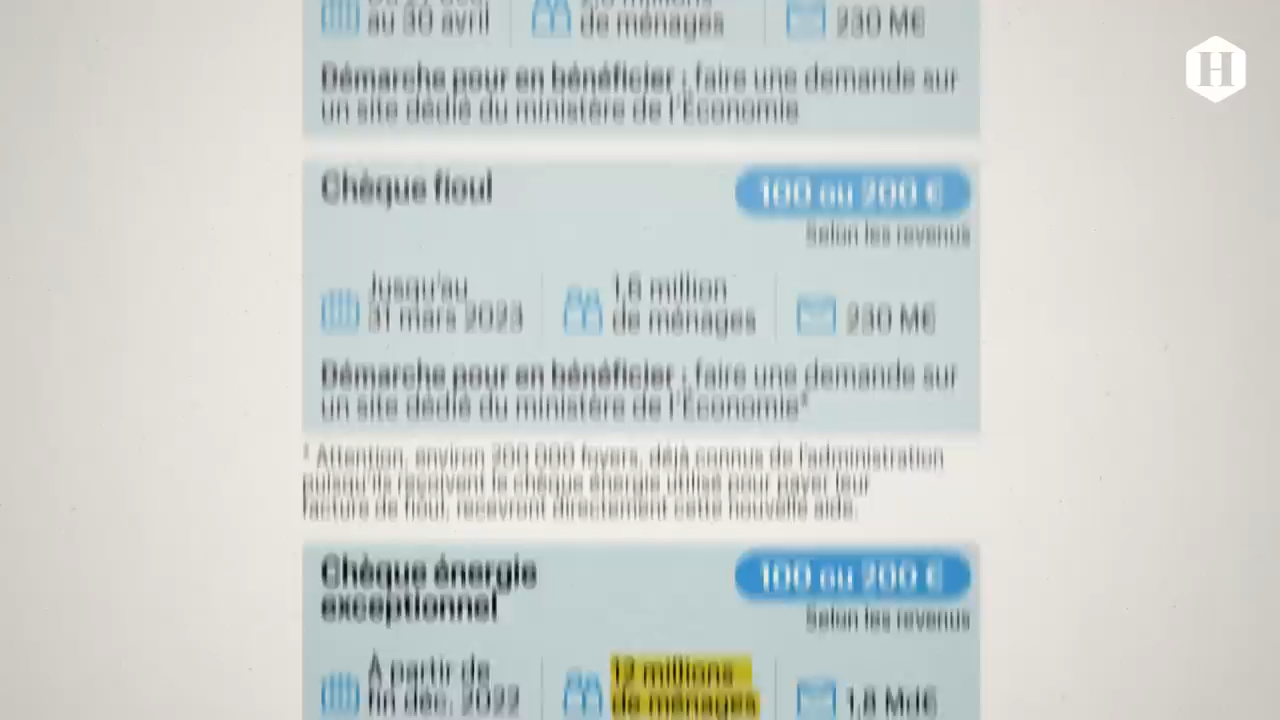 au 30 avril
de ménages
230 M€
H
Démarche pour en bénéficier : faire une demande sur
un site dédié du ministère de l'Économie
Chèque fioul
100 ou 200 €
Selon les revenus
Jusqu'au
31 mars 2023
1,6 million
de ménages
230 M€
Démarche pour en bénéficier : faire une demande sur
un site dédié du ministère de l'Économie*
* Attention, environ 200 000 foyers, déjà connus de l'administration
puisqu'ils reçoivent le chèque énergie utilisé pour payer leur
facture de fioul, recevront directement cette nouvelle aide.
Chèque énergie
exceptionnel
100 ou 200 €
Selon les revenus
À partir de
fin déc. 2022
12 millions
de ménages
1,8 Md€